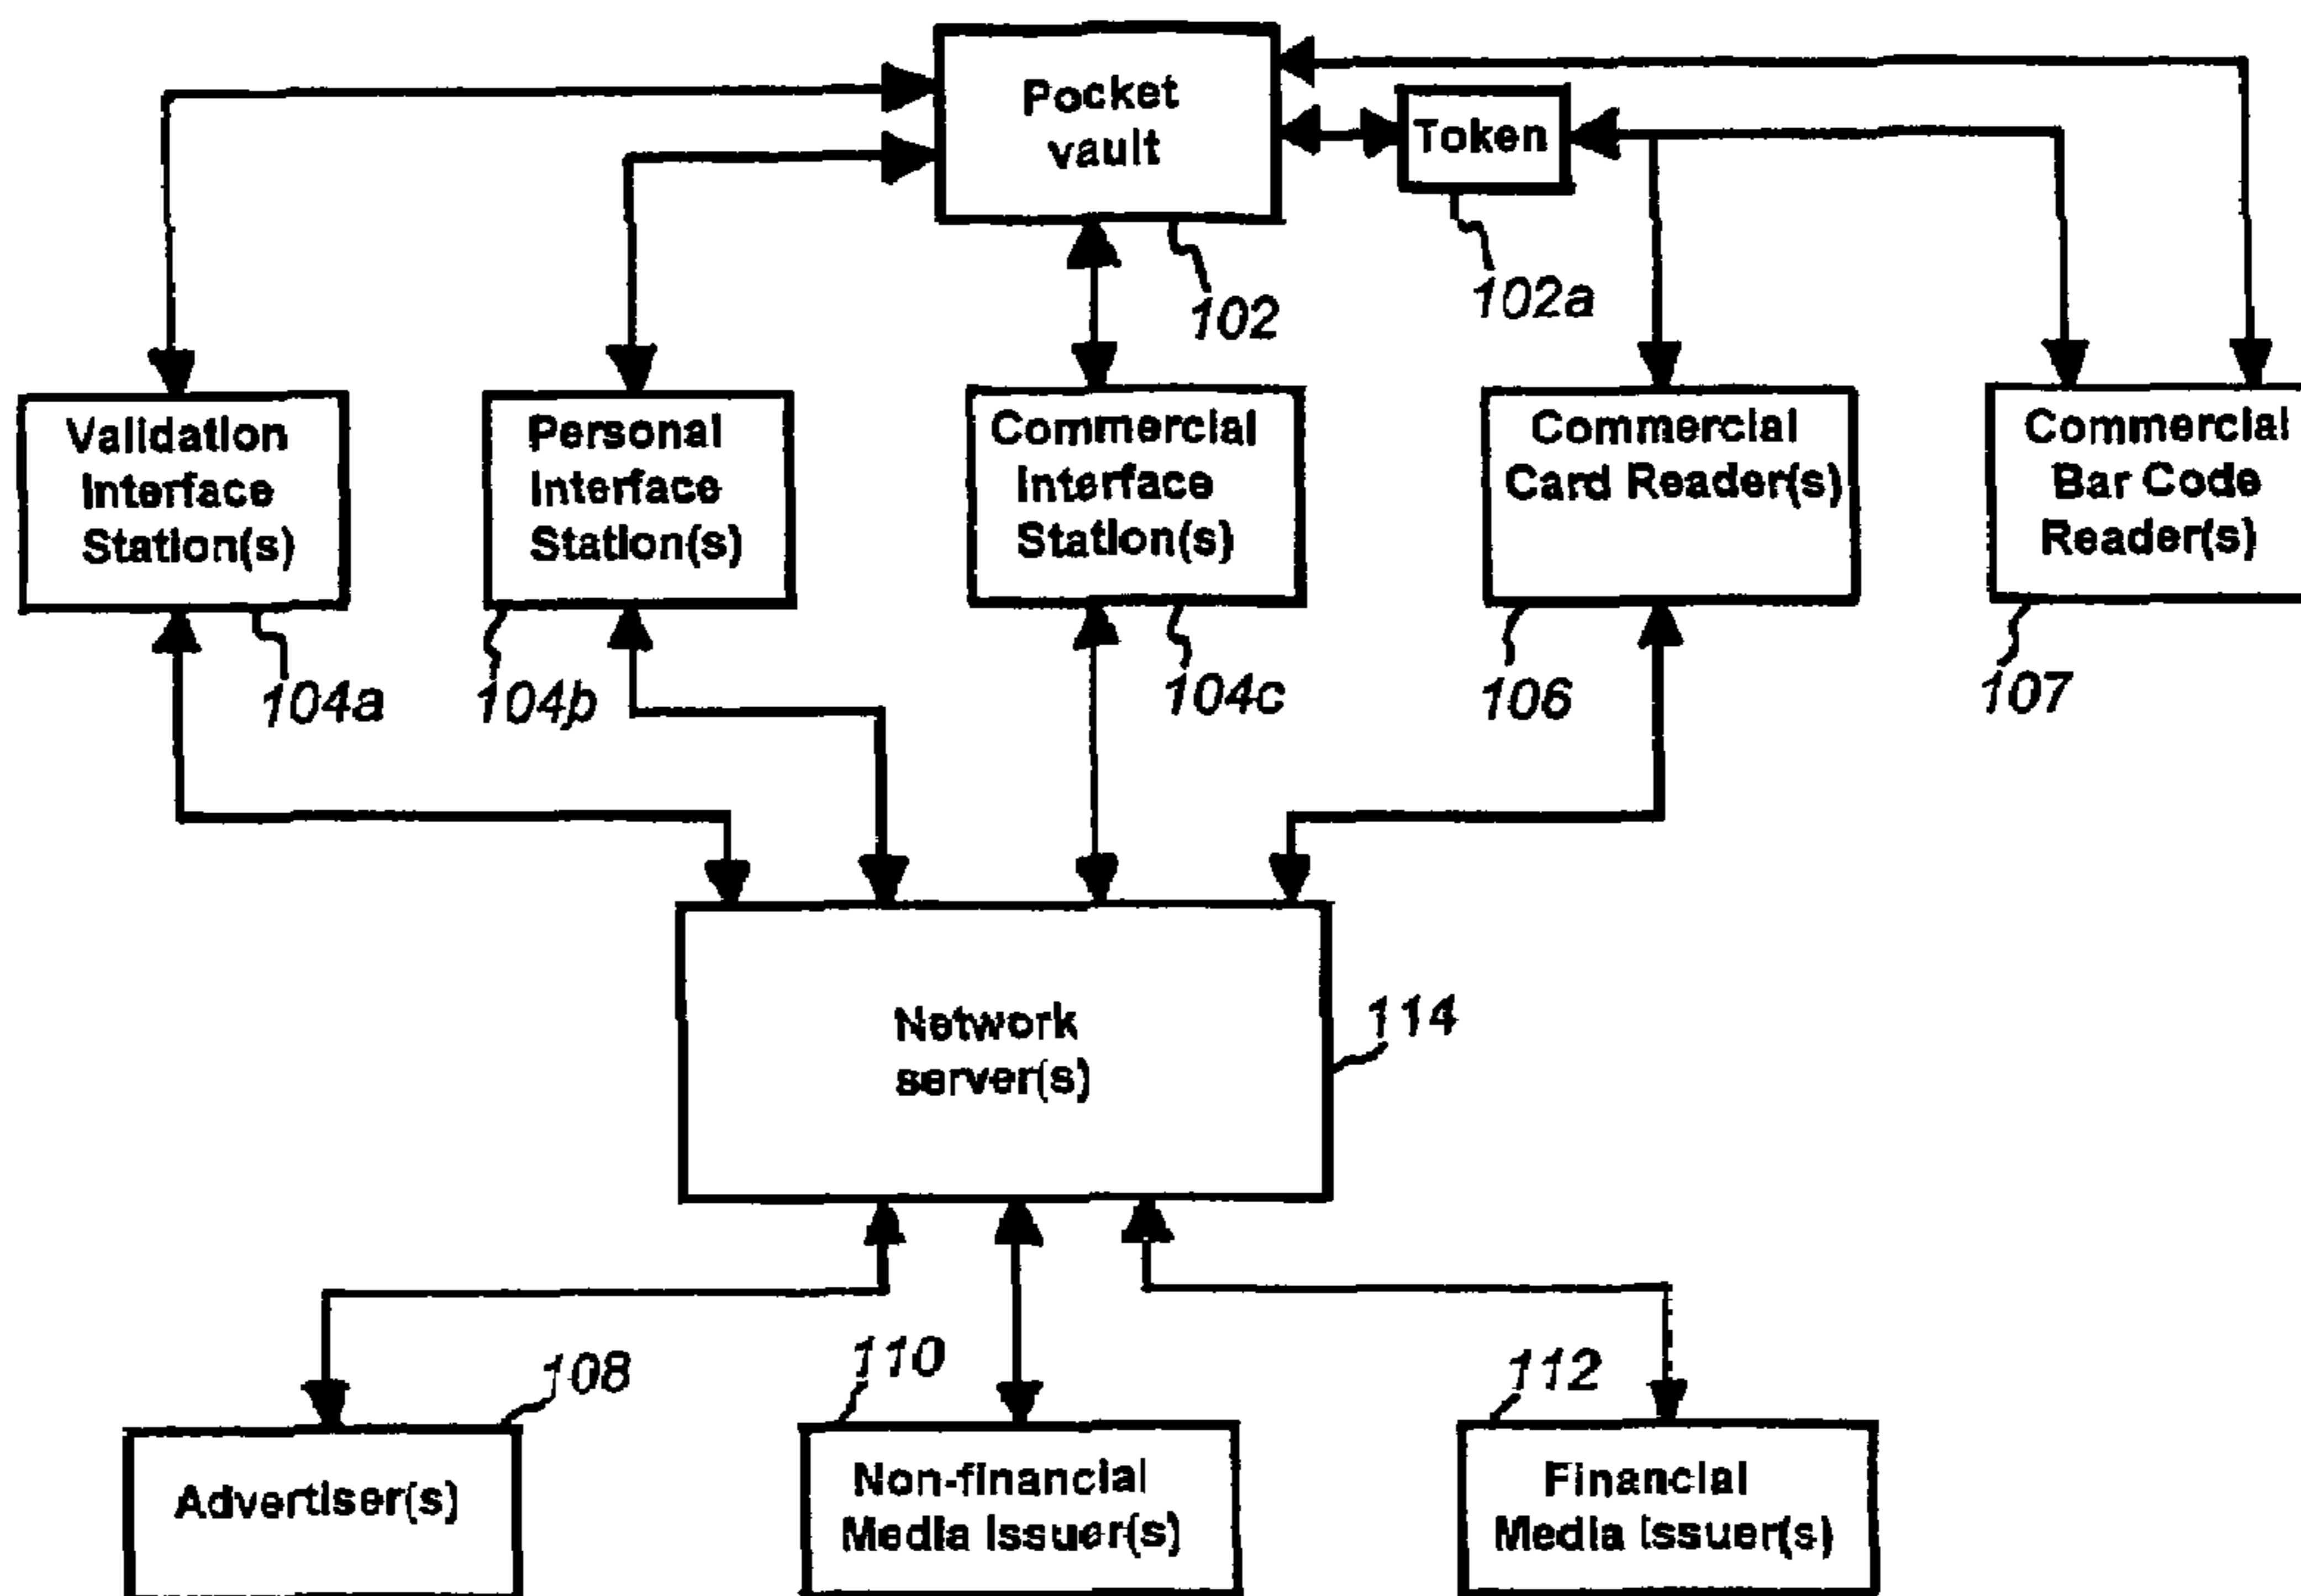 Pocket
vault
Token
102
102a
Validation
Interface
Station(s)
Personal
Interface
Station(s)
Commercial
Interface
Station(s)
Commercial
Card Reader(s)
Commercial
Bar Code
Reader(s)
104a
104b
104c
106
107
Network
server(s)
114
108
110
112
Advertiser(s)
Non-financial
Media Issuer(s)
Financial
Media Issuer(s)